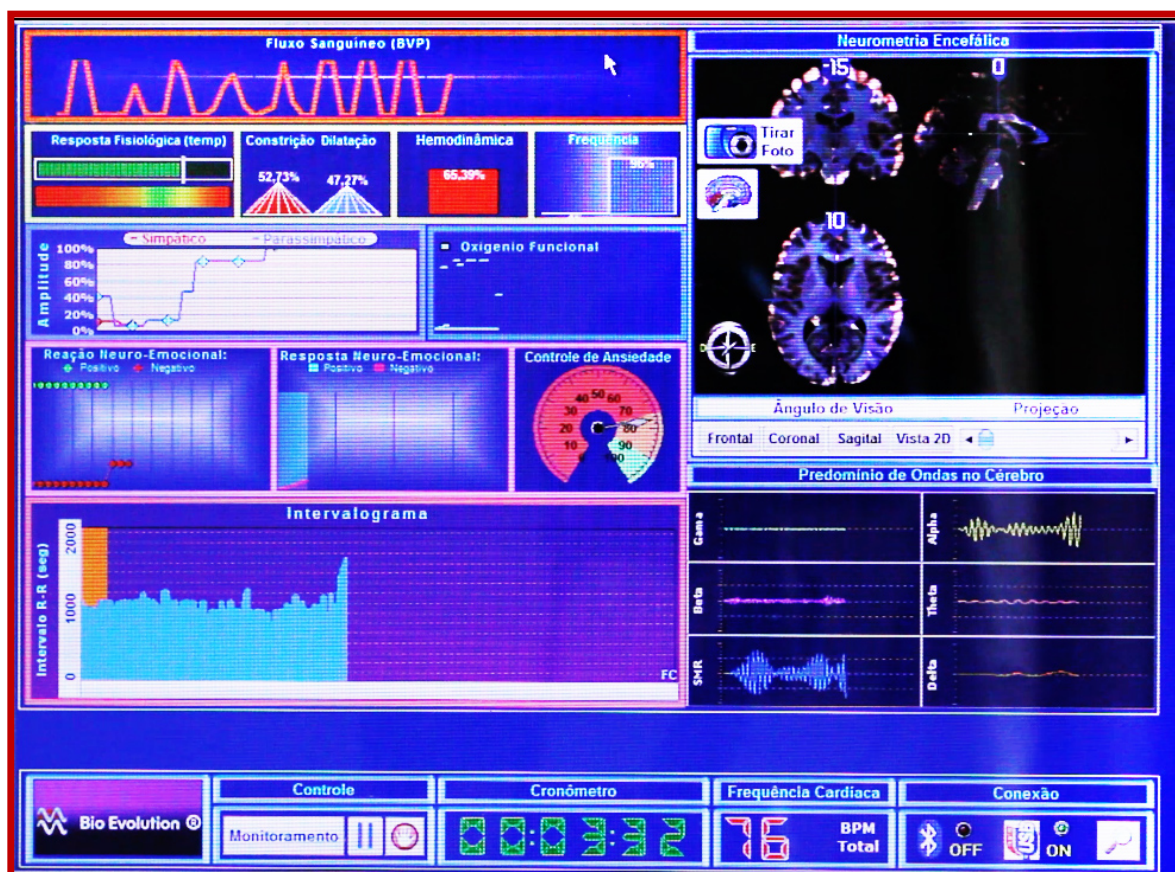 Fluxo Sanguíneo (BVP)
Resposta Fisiológica (temp)
Constrição Dilatação
52,73%
47,27%
Hemodinâmica
65,39%
Frequência
96%
Simpático
Parassimpático
Amplitude
100%
80%
60%
40%
20%
0%
Oxigenio Funcional
Reação Neuro-Emocional:
Positivo
Negativo
Resposta Neuro-Emocional:
Positivo
Negativo
Controle de Ansiedade
0
10
20
30
40
50
60
70
80
90
100
Intervalograma
Intervalo R-R (seg)
2000
1000
0
FC
Neurometria Encefálica
-15
0
10
Tirar
Foto
D
E
Ângulo de Visão
Projeção
Frontal
Coronal
Sagital
Vista 2D
Predomínio de Ondas no Cérebro
Gama
Alpha
Beta
Theta
SMR
Delta
Bio Evolution ®
Controle
Monitoramento
Cronómetro
00:03:32
Frequência Cardíaca
76
BPM
Total
Conexão
OFF
ON